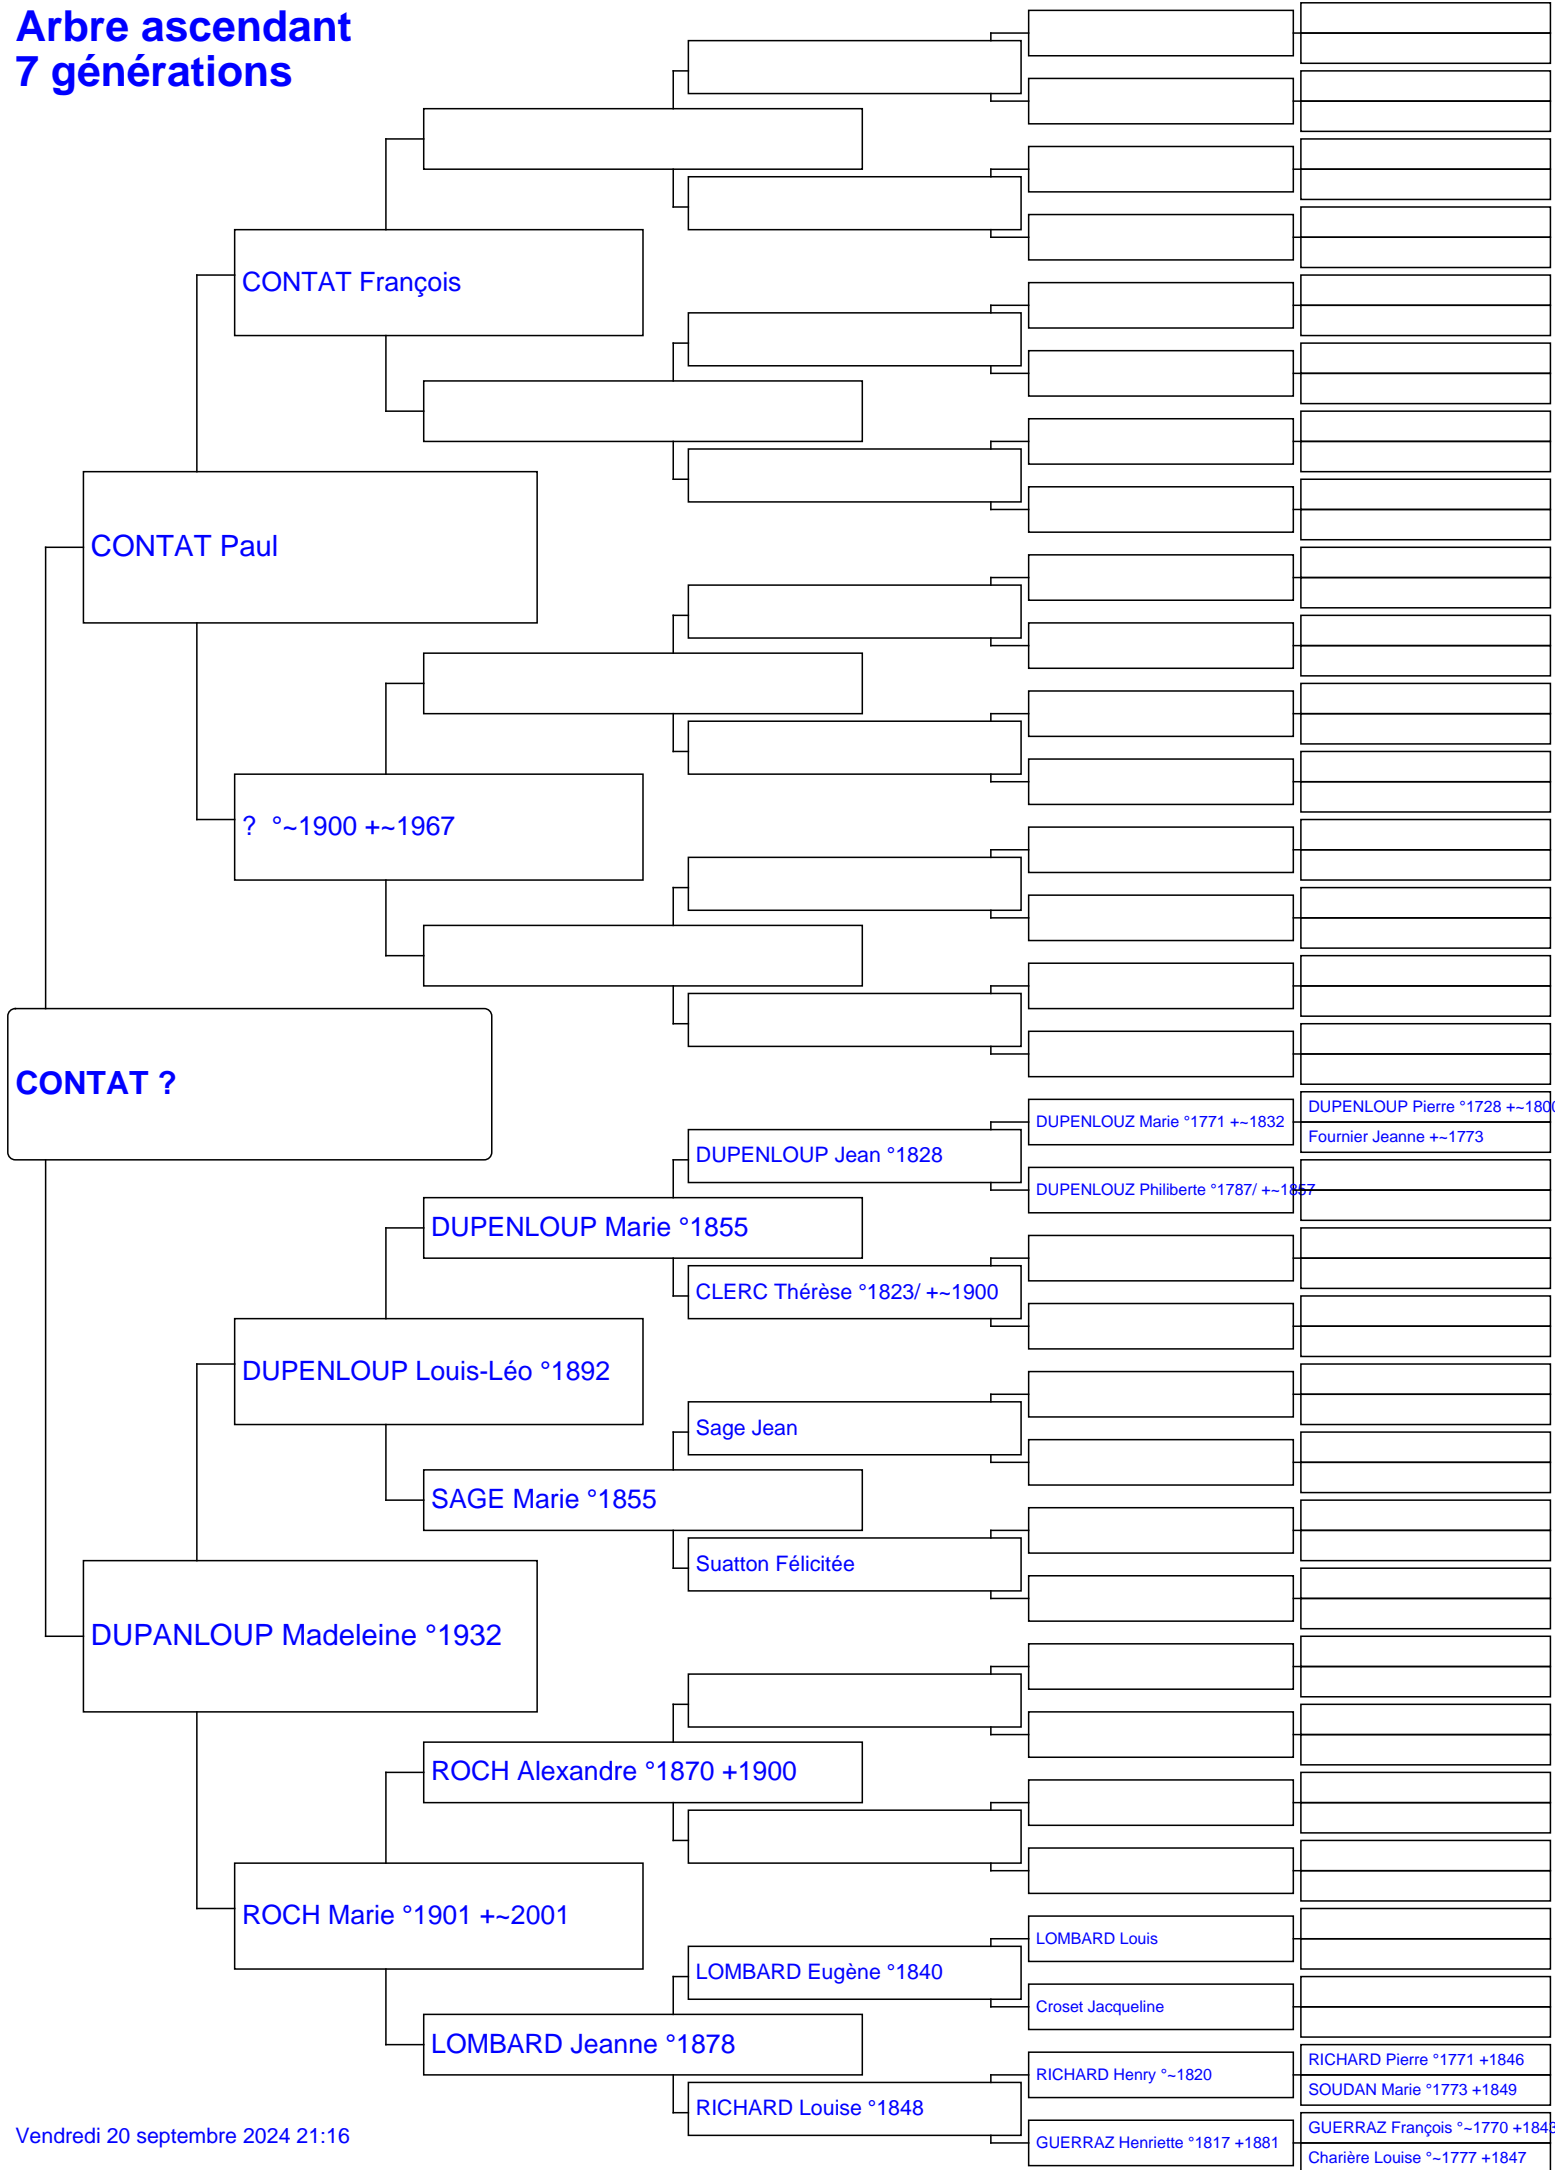 Arbre ascendant
7 générations
CONTAT François
CONTAT Paul
? °~1900 +~1967
CONTAT ?
DUPENLOUP Pierre °1728 +~1800
DUPENLOUZ Marie °1771 +~1832
Fournier Jeanne +~1773
DUPENLOUP Jean °1828
DUPENLOUZ Philiberte °1787/ +~1857
DUPENLOUP Marie °1855
CLERC Thérèse °1823/ +~1900
DUPENLOUP Louis-Léo °1892
Sage Jean
SAGE Marie °1855
Suatton Félicitée
DUPANLOUP Madeleine °1932
ROCH Alexandre °1870 +1900
ROCH Marie °1901 +~2001
LOMBARD Louis
LOMBARD Eugène °1840
Croset Jacqueline
LOMBARD Jeanne °1878
RICHARD Pierre °1771 +1846
RICHARD Henry °~1820
SOUDAN Marie °1773 +1849
RICHARD Louise °1848
GUERRAZ François °~1770 +1843
GUERRAZ Henriette °1817 +1881
Charière Louise °~1777 +1847
Vendredi 20 septembre 2024 21:16